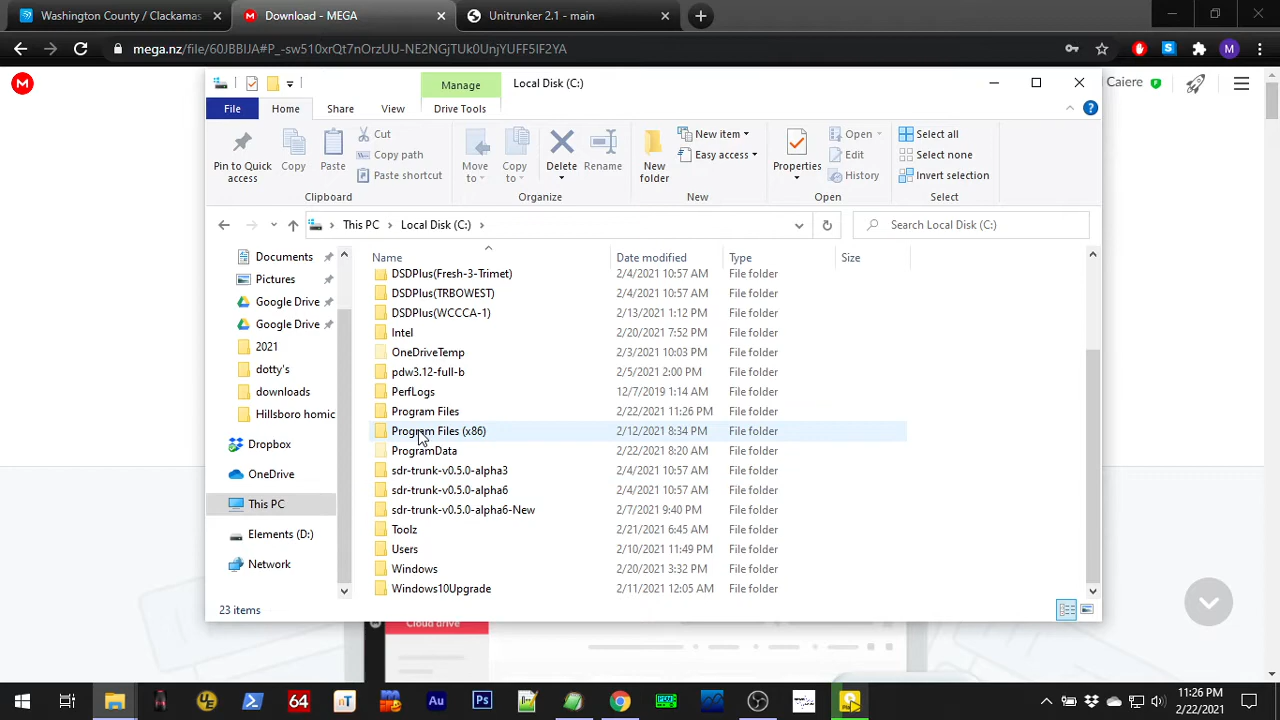 Washington County / Clackamas
Download - MEGA
Unitrunker 2.1 - main
mega.nz/file/60JBBIJA#P_-sw510xrQt7nOrzUU-NE2NGjTUk0UnjYUFF5IF2YA
Manage
Local Disk (C:)
Caiere
File
Home
Share
View
Drive Tools
Pin to Quick access
Copy
Paste
Cut
Copy path
Paste shortcut
Clipboard
Move to
Copy to
Delete
Rename
Organize
New folder
New item
Easy access
New
Properties
Open
Edit
History
Open
Select all
Select none
Invert selection
Select
This PC
Local Disk (C:)
Search Local Disk (C:)
Name
Date modified
Type
Size
Documents
Pictures
Google Drive
Google Drive
2021
dotty's
downloads
Hillsboro homic
Dropbox
OneDrive
This PC
Elements (D:)
Network
DSDPlus(Fresh-3-Trimet) 2/4/2021 10:57 AM File folder
DSDPlus(TRBOWEST) 2/4/2021 10:57 AM File folder
DSDPlus(WCCCA-1) 2/13/2021 1:12 PM File folder
Intel 2/20/2021 7:52 PM File folder
OneDriveTemp 2/3/2021 10:03 PM File folder
pdw3.12-full-b 2/5/2021 2:00 PM File folder
PerfLogs 12/7/2019 1:14 AM File folder
Program Files 2/22/2021 11:26 PM File folder
Program Files (x86) 2/12/2021 8:34 PM File folder
ProgramData 2/22/2021 8:20 AM File folder
sdr-trunk-v0.5.0-alpha3 2/4/2021 10:57 AM File folder
sdr-trunk-v0.5.0-alpha6 2/4/2021 10:57 AM File folder
sdr-trunk-v0.5.0-alpha6-New 2/7/2021 9:40 PM File folder
Toolz 2/21/2021 6:45 AM File folder
Users 2/10/2021 11:49 PM File folder
Windows 2/20/2021 3:32 PM File folder
Windows10Upgrade 2/11/2021 12:05 AM File folder
23 items
Cloud drive
64
nT
Au
Ps
11:26 PM
2/22/2021